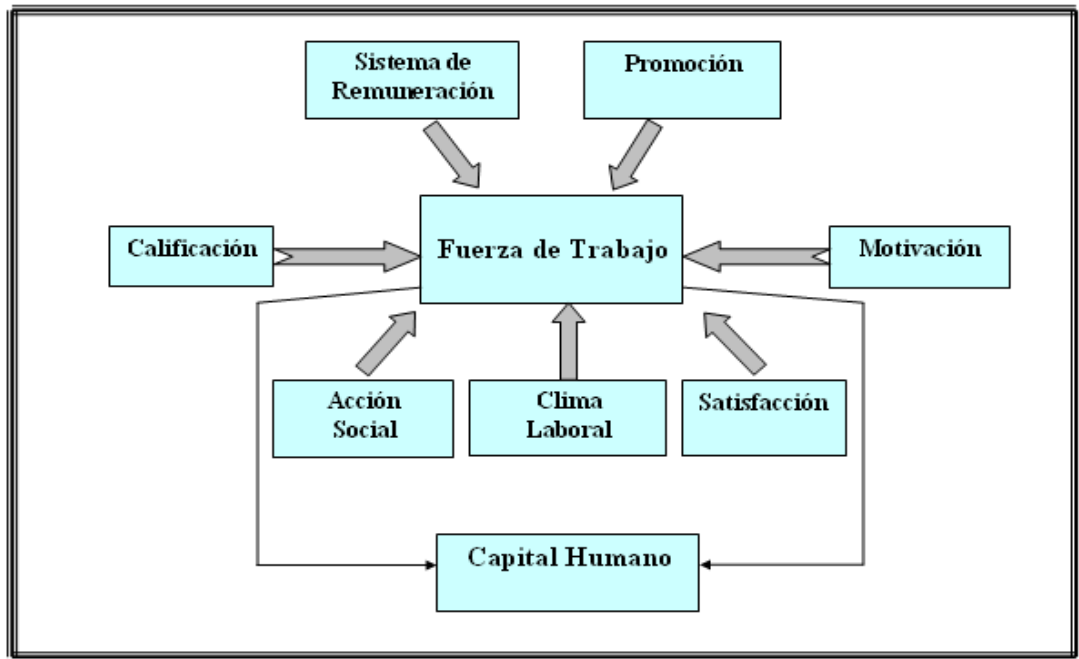 Sistema de
Remuneración
Promoción
Calificación
Fuerza de Trabajo
Motivación
Acción
Social
Clima
Laboral
Satisfacción
Capital Humano